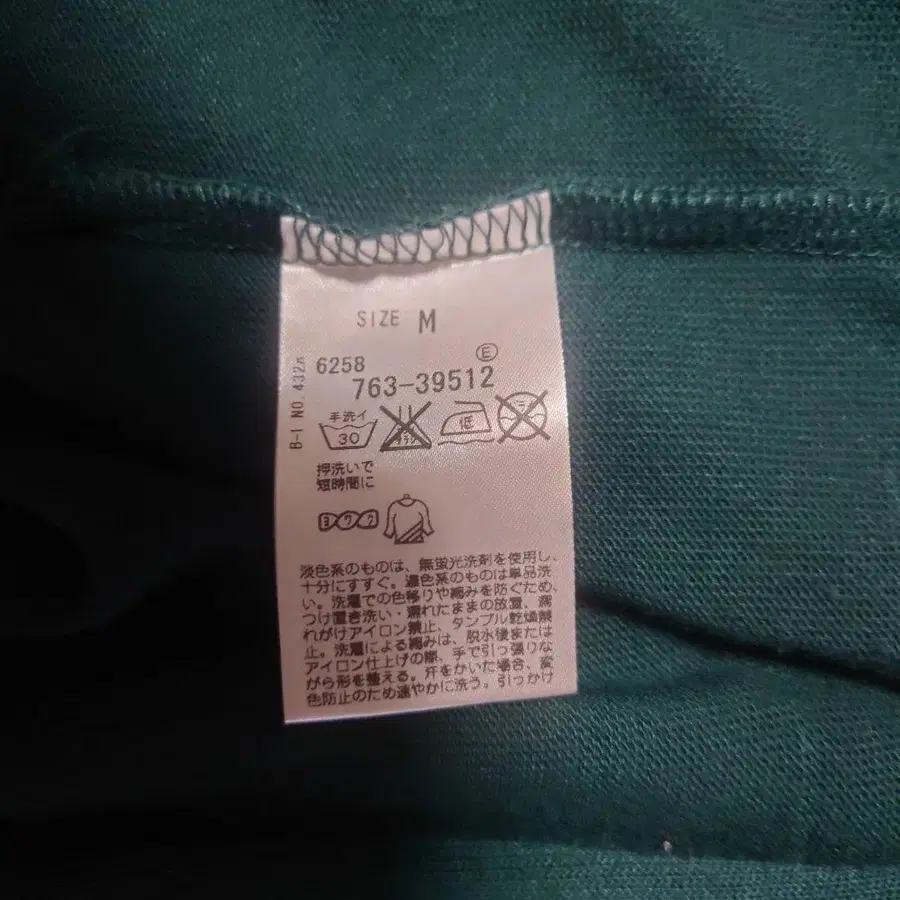 SIZE M
6258
Ⓔ
763-39512
手洗イ
30
低
押洗いで
短時間に
ヨワク
淡色系のものは、無蛍光洗剤を使用し、
十分にすすぐ。濃色系のものは単品洗
い。洗濯での色移りや縮みを防ぐため、
つけ置き洗い・濡れたままの放置、濡
れがけアイロン禁止、タンブル乾燥禁
止。洗濯による縮みは、脱水後または
アイロン仕上げの際、手で引っ張りな
がら形を整える。汗をかいた場合、変
色防止のため速やかに洗う。引っかけ